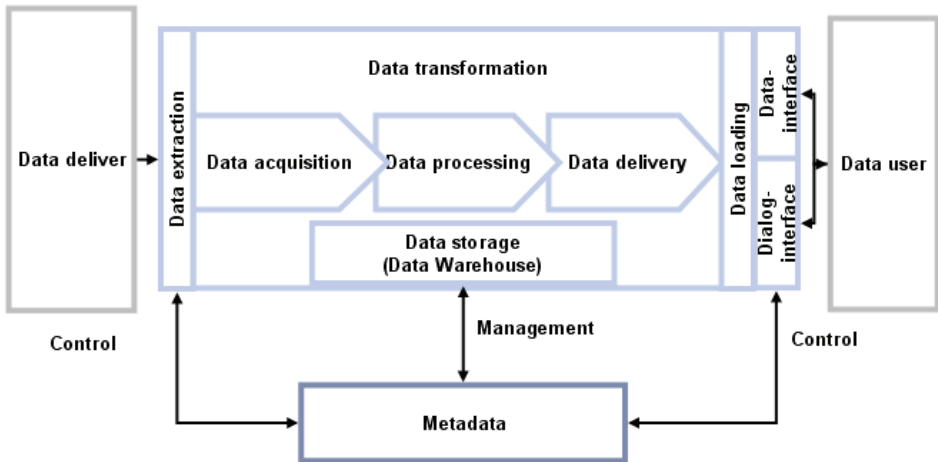 Data transformation
Data deliver
Data extraction
Data acquisition
Data processing
Data delivery
Data loading
Data-
interface
Dialog-
interface
Data user
Data storage
(Data Warehouse)
Control
Management
Control
Metadata